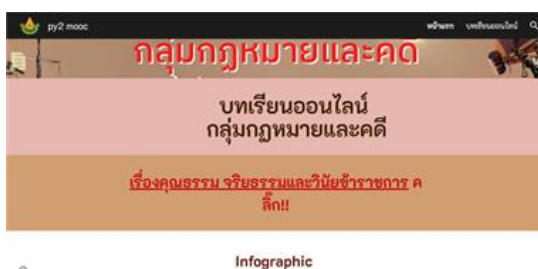 py2 mooc
หน้าแรก บทเรียนออนไลน์
กลุ่มกฎหมายและคดี
บทเรียนออนไลน์
กลุ่มกฎหมายและคดี
เรื่องคุณธรรม จริยธรรมและวินัยข้าราชการ ค
ลิ๊ก!!
Infographic